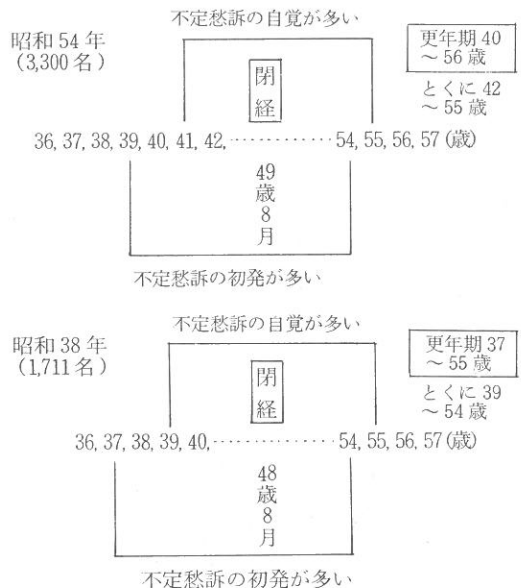 不定愁訴の自覚が多い
昭和54年
(3,300名)
更年期40
～56歳
とくに42
～55歳
閉経
36, 37, 38, 39, 40, 41, 42, ………… 54, 55, 56, 57 (歳)
49歳8月
不定愁訴の初発が多い
不定愁訴の自覚が多い
昭和38年
(1,711名)
更年期37
～55歳
とくに39
～54歳
閉経
36, 37, 38, 39, 40, ……………… 54, 55, 56, 57 (歳)
48歳8月
不定愁訴の初発が多い